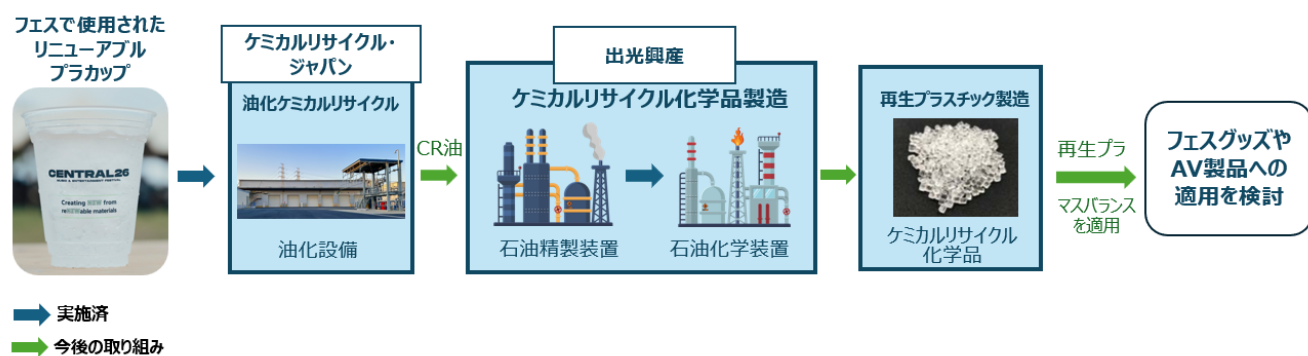 フェスで使用された
リニューアブル
プラカップ
CENTRAL26
MUSIC & ENTERTAINMENT FESTIVAL
Creating NEW from
reNEWable materials
ケミカルリサイクル・
ジャパン
油化ケミカルリサイクル
油化設備
CR油
出光興産
ケミカルリサイクル化学品製造
石油精製装置
石油化学装置
再生プラスチック製造
ケミカルリサイクル
化学品
再生プラ
マスバランス
を適用
フェスグッズや
AV製品への
適用を検討
実施済
今後の取り組み